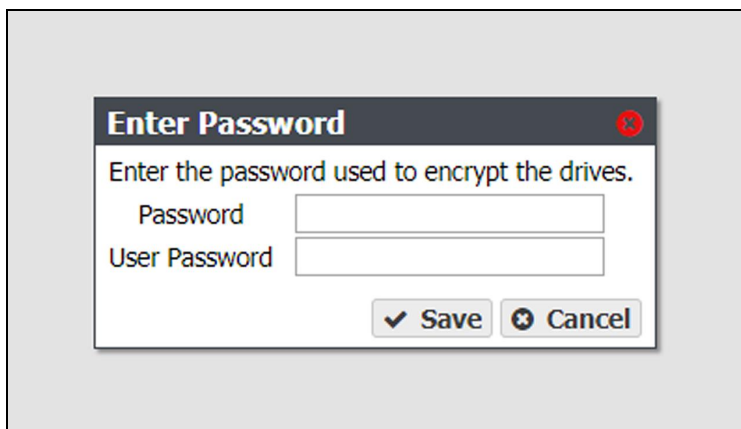 Enter Password
Enter the password used to encrypt the drives.
Password
User Password
Save Cancel